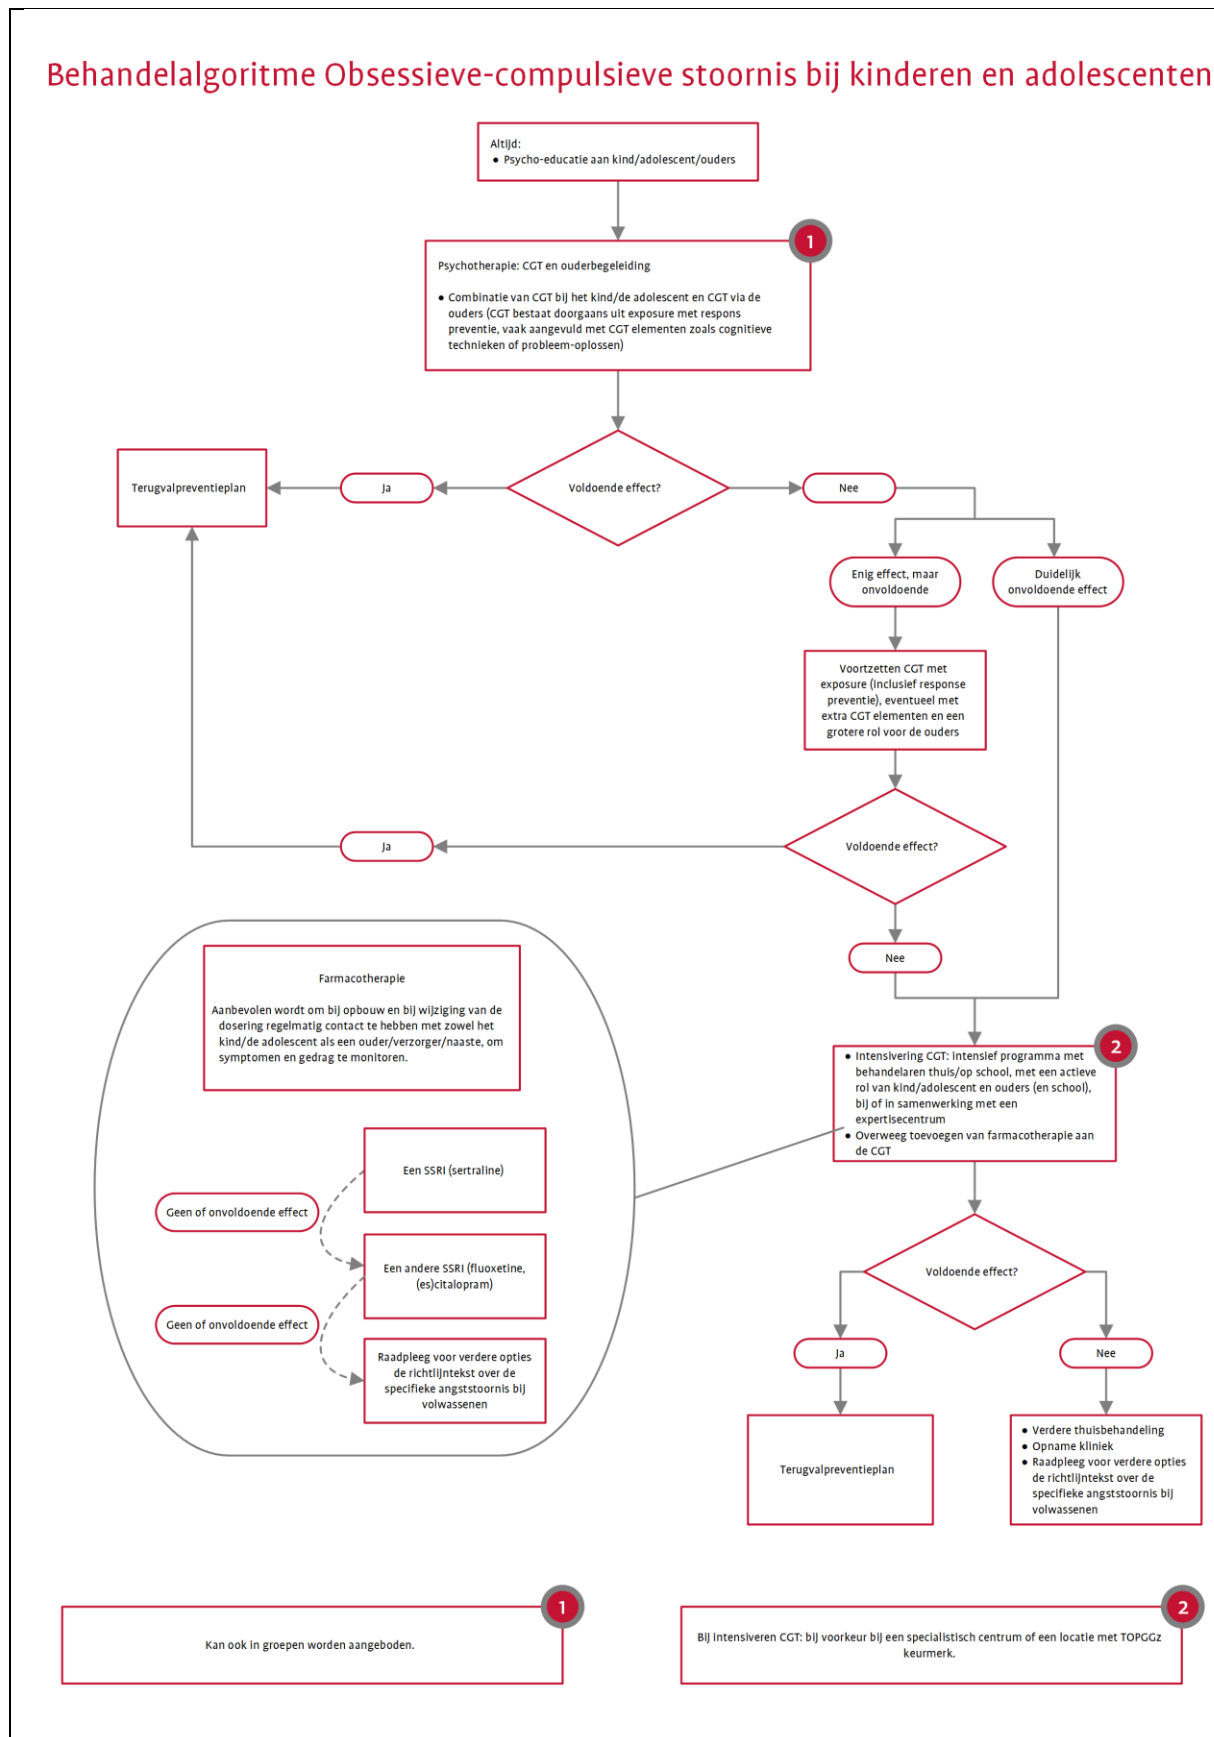 Behandelalgoritme Obsessieve-compulsieve stoornis bij kinderen en adolescenten
Altijd:
● Psycho-educatie aan kind/adolescent/ouders
1
Psychotherapie: CGT en ouderbegeleiding
● Combinatie van CGT bij het kind/de adolescent en CGT via de
ouders (CGT bestaat doorgaans uit exposure met respons
preventie, vaak aangevuld met CGT elementen zoals cognitieve
technieken of probleem-oplossen)
Terugvalpreventieplan
Ja
Voldoende effect?
Nee
Enig effect, maar
onvoldoende
Duidelijk
onvoldoende effect
Voortzetten CGT met
exposure (inclusief response
preventie), eventueel met
extra CGT elementen en een
grotere rol voor de ouders
Ja
Voldoende effect?
Nee
Farmacotherapie
Aanbevolen wordt om bij opbouw en bij wijziging van de
dosering regelmatig contact te hebben met zowel het
kind/de adolescent als een ouder/verzorger/naaste, om
symptomen en gedrag te monitoren.
2
● Intensivering CGT: intensief programma met
behandelaren thuis/op school, met een actieve
rol van kind/adolescent en ouders (en school),
bij of in samenwerking met een
expertisecentrum
● Overweeg toevoegen van farmacotherapie aan
de CGT
Een SSRI (sertraline)
Geen of onvoldoende effect
Een andere SSRI (fluoxetine,
(es)citalopram)
Geen of onvoldoende effect
Raadpleeg voor verdere opties
de richtlijntekst over de
specifieke angststoornis bij
volwassenen
Voldoende effect?
Ja
Nee
Terugvalpreventieplan
● Verdere thuisbehandeling
● Opname kliniek
● Raadpleeg voor verdere opties
de richtlijntekst over de
specifieke angststoornis bij
volwassenen
1
Kan ook in groepen worden aangeboden.
2
Bij intensiveren CGT: bij voorkeur bij een specialistisch centrum of een locatie met TOPGGz
keurmerk.